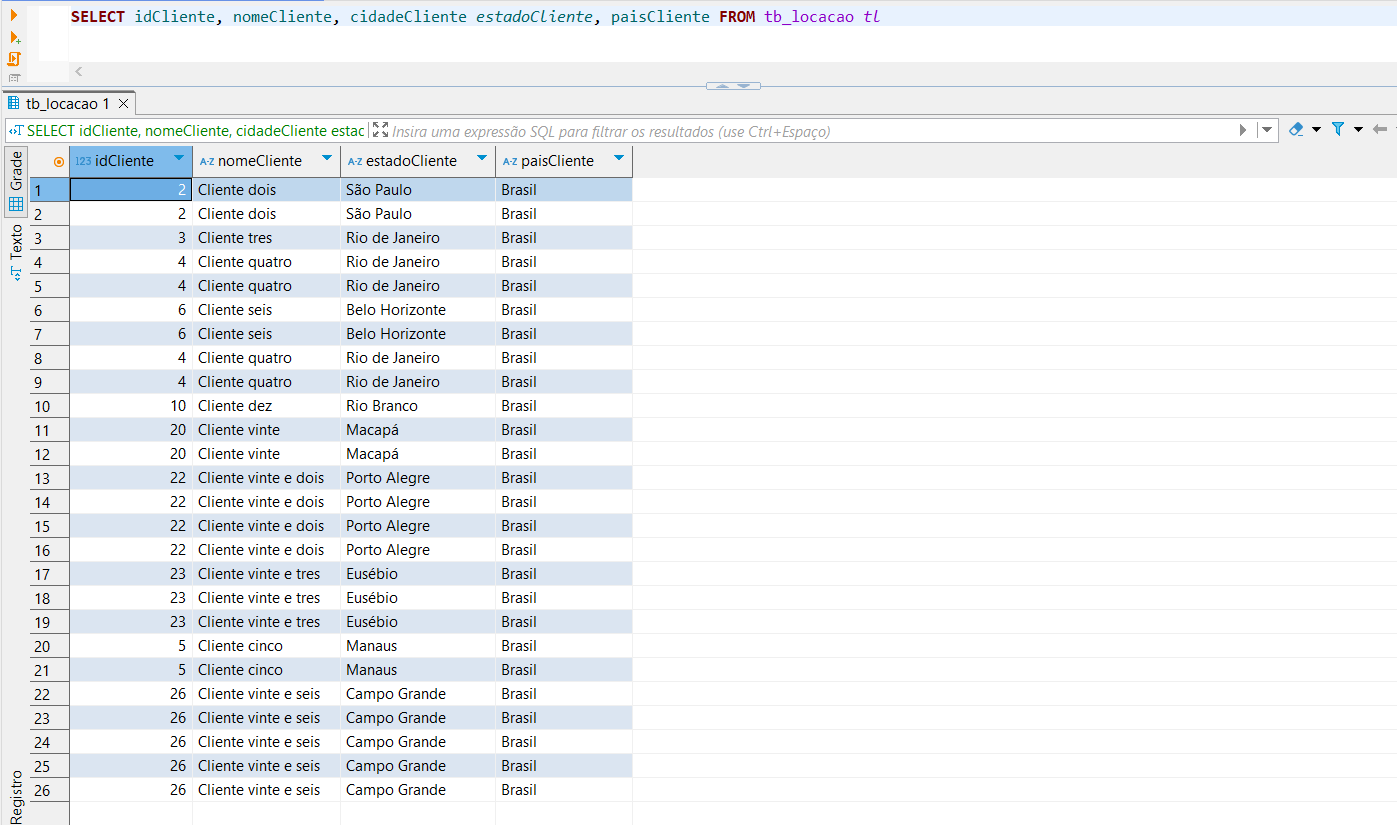 SELECT idCliente, nomeCliente, cidadeCliente estadoCliente, paisCliente FROM tb_locacao tl
tb_locacao 1
SELECT idCliente, nomeCliente, cidadeCliente estac
Insira uma expressão SQL para filtrar os resultados (use Ctrl+Espaço)
Grade
Texto
Registro
123 idCliente A-Z nomeCliente A-Z estadoCliente A-Z paisCliente
1 2 Cliente dois São Paulo Brasil
2 2 Cliente dois São Paulo Brasil
3 3 Cliente tres Rio de Janeiro Brasil
4 4 Cliente quatro Rio de Janeiro Brasil
5 4 Cliente quatro Rio de Janeiro Brasil
6 6 Cliente seis Belo Horizonte Brasil
7 6 Cliente seis Belo Horizonte Brasil
8 4 Cliente quatro Rio de Janeiro Brasil
9 4 Cliente quatro Rio de Janeiro Brasil
10 10 Cliente dez Rio Branco Brasil
11 20 Cliente vinte Macapá Brasil
12 20 Cliente vinte Macapá Brasil
13 22 Cliente vinte e dois Porto Alegre Brasil
14 22 Cliente vinte e dois Porto Alegre Brasil
15 22 Cliente vinte e dois Porto Alegre Brasil
16 22 Cliente vinte e dois Porto Alegre Brasil
17 23 Cliente vinte e tres Eusébio Brasil
18 23 Cliente vinte e tres Eusébio Brasil
19 23 Cliente vinte e tres Eusébio Brasil
20 5 Cliente cinco Manaus Brasil
21 5 Cliente cinco Manaus Brasil
22 26 Cliente vinte e seis Campo Grande Brasil
23 26 Cliente vinte e seis Campo Grande Brasil
24 26 Cliente vinte e seis Campo Grande Brasil
25 26 Cliente vinte e seis Campo Grande Brasil
26 26 Cliente vinte e seis Campo Grande Brasil